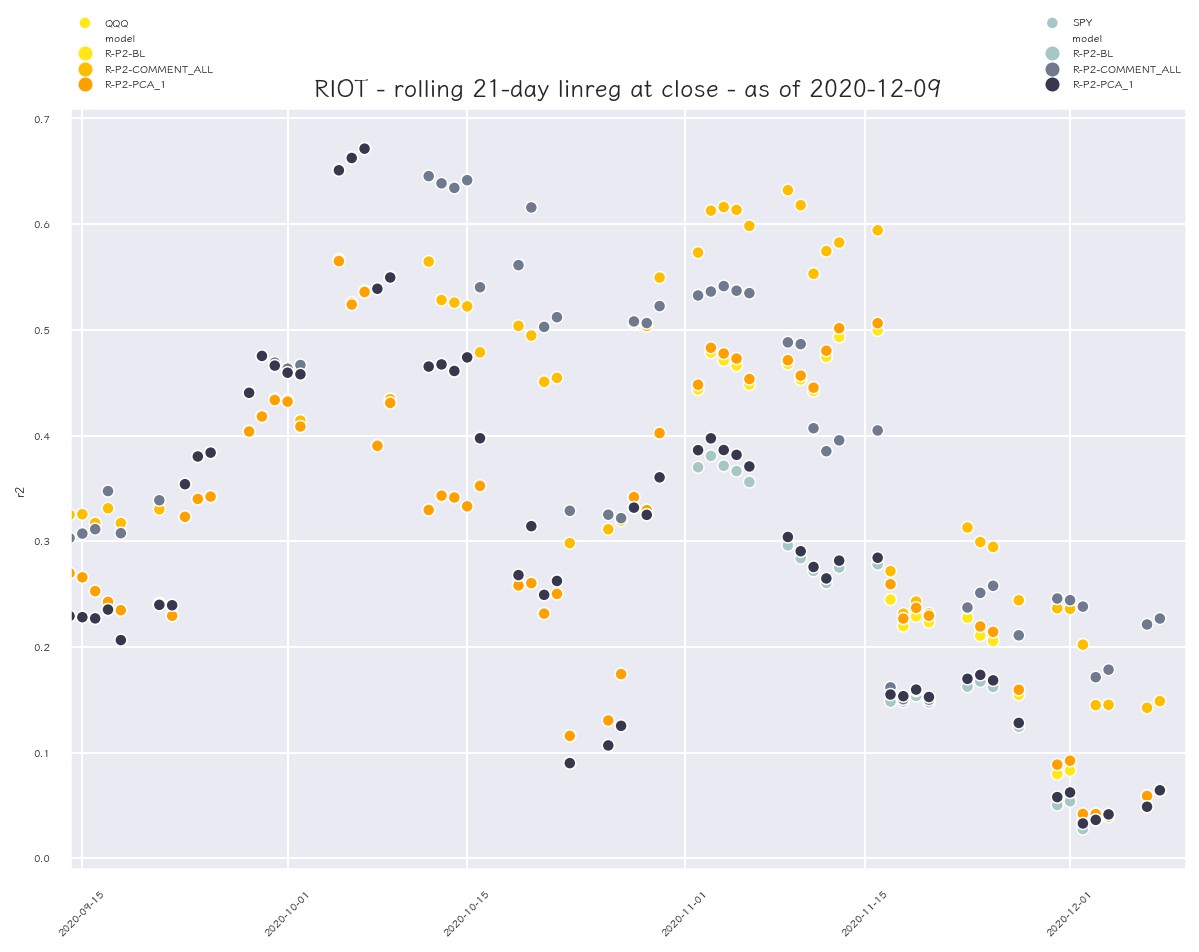 QQQ
model
R-P2-BL
R-P2-COMMENT_ALL
R-P2-PCA_1
SPY
model
R-P2-BL
R-P2-COMMENT_ALL
R-P2-PCA_1
RIOT - rolling 21-day linreg at close - as of 2020-12-09
0.7
0.6
0.5
0.4
0.3
0.2
0.1
0.0
r2
2020-09-15
2020-10-01
2020-10-15
2020-11-01
2020-11-15
2020-12-01